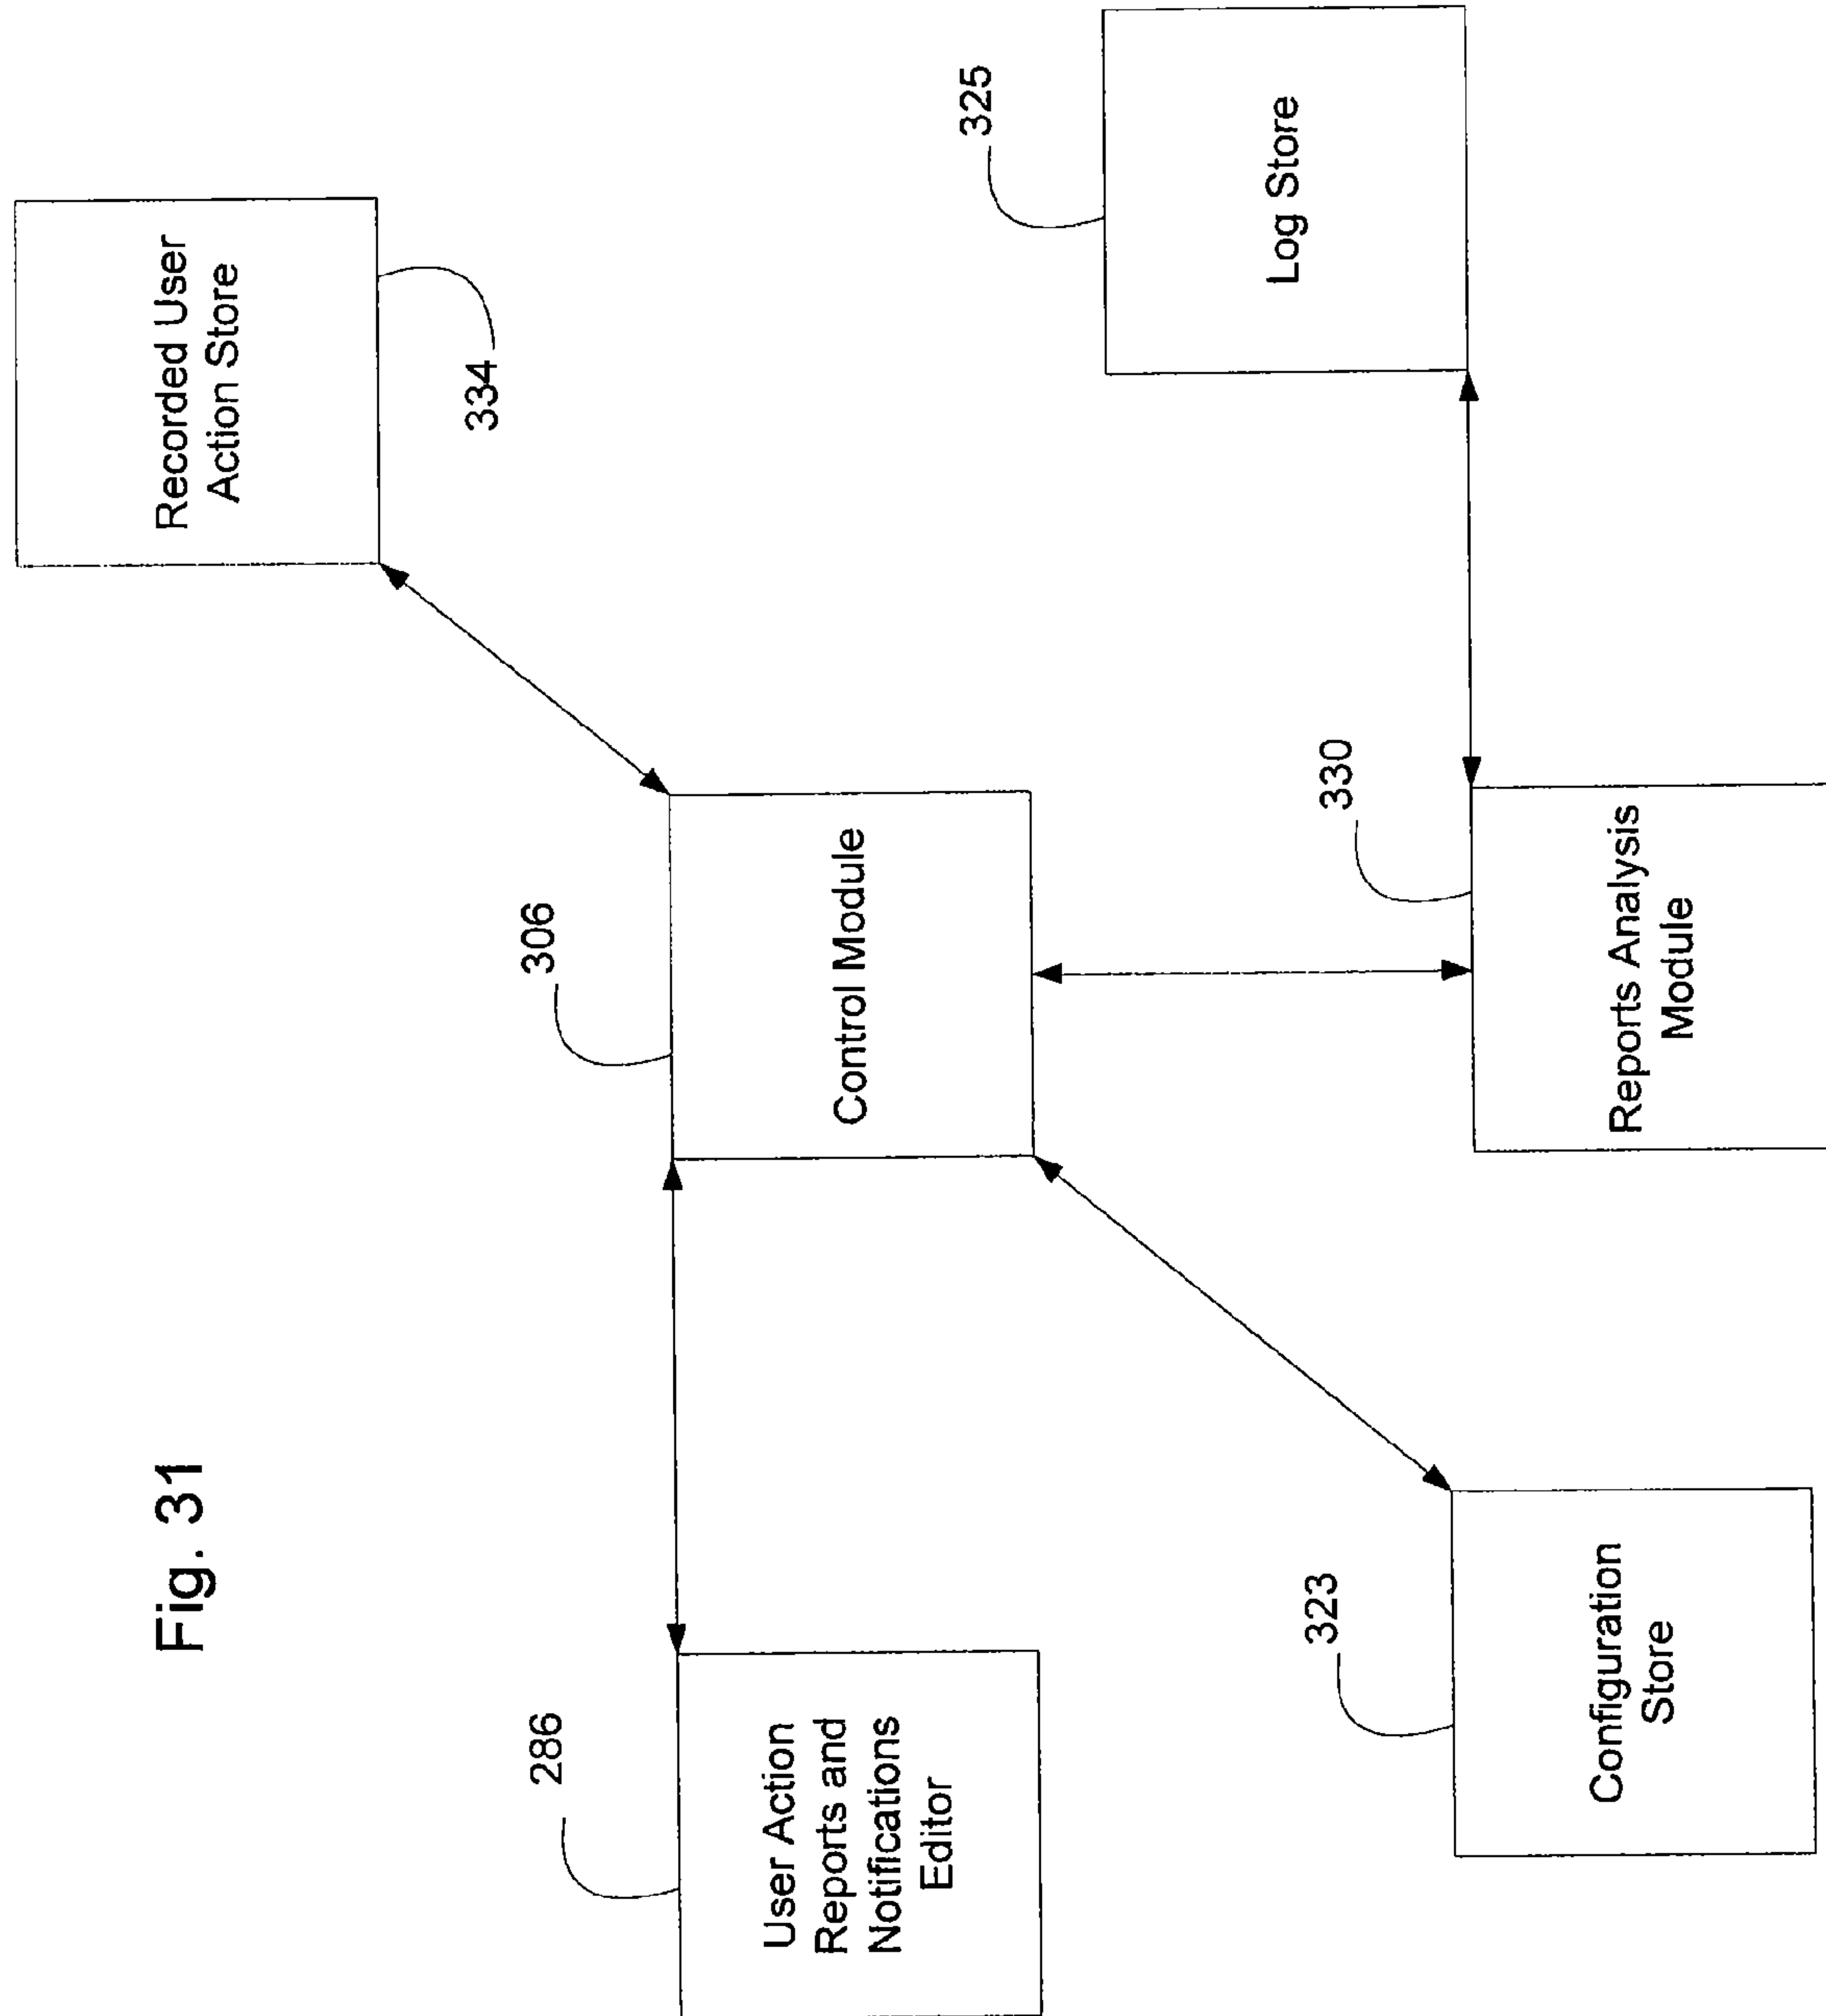 Fig. 31
Recorded User
Action Store
334
306
Control Module
286
User Action
Reports and
Notifications
Editor
325
Log Store
330
Reports Analysis
Module
323
Configuration
Store